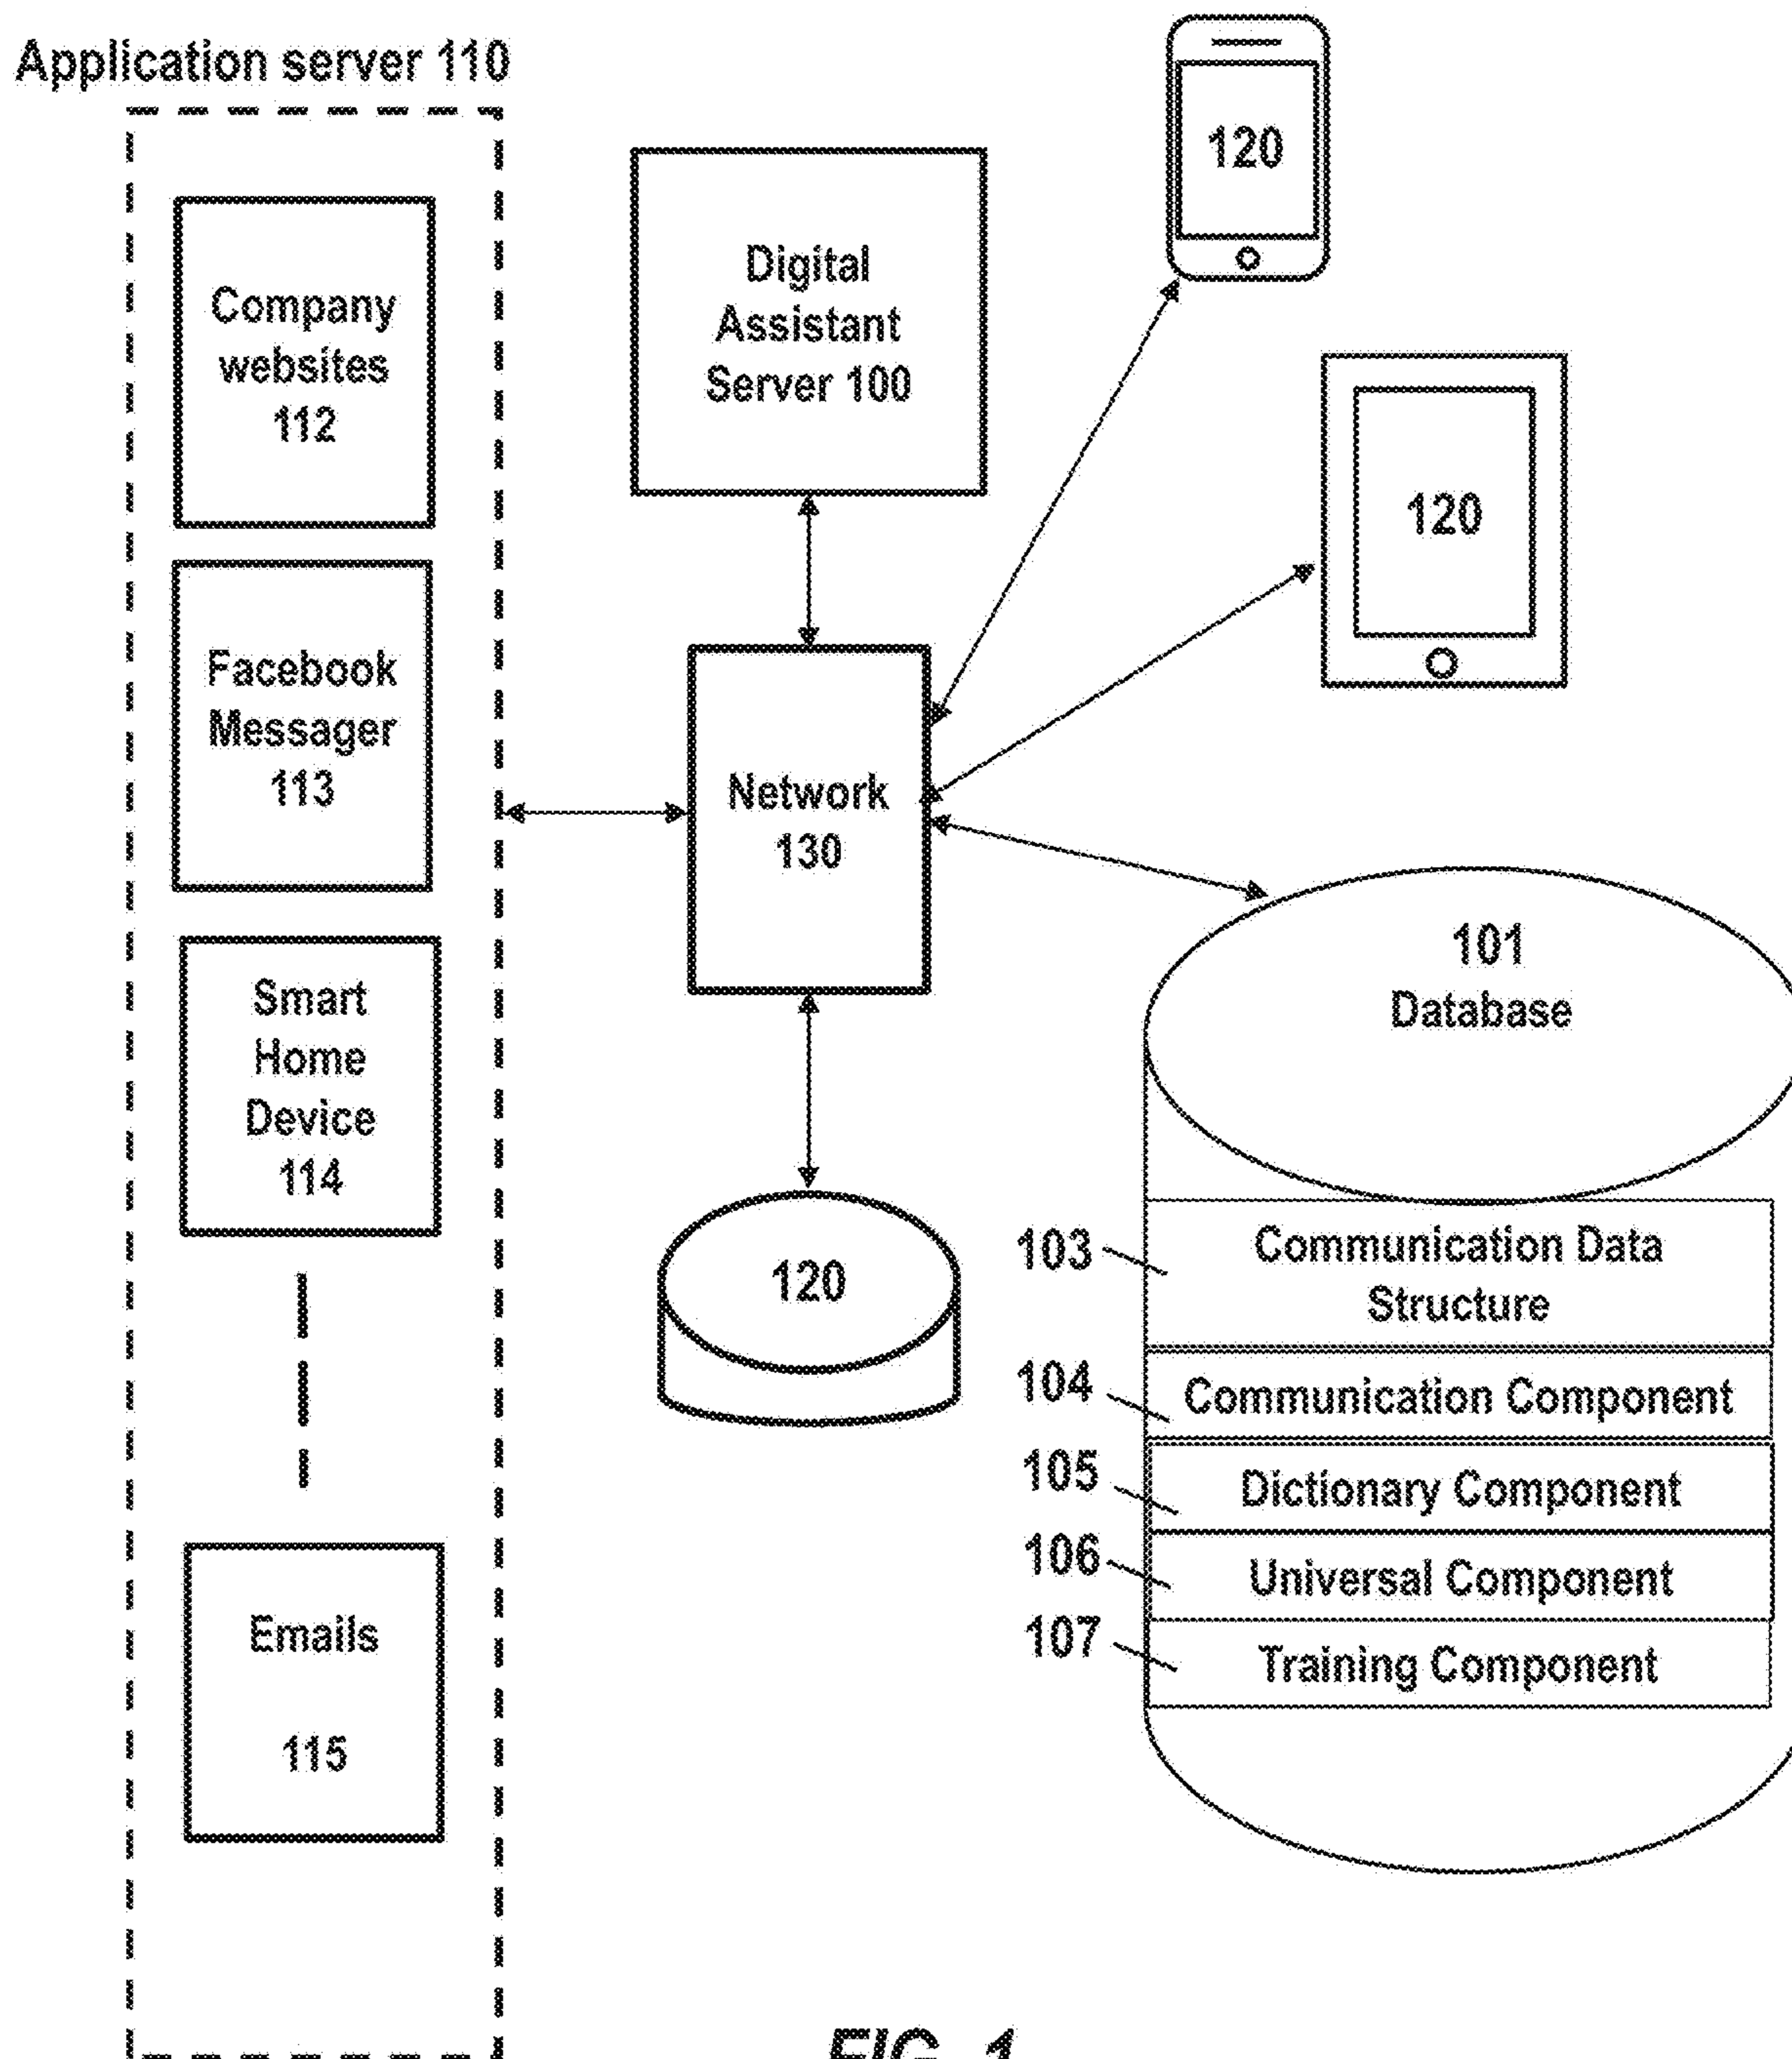 Application server 110
Company
websites
112
Facebook
Messager
113
Smart
Home
Device
114
Emails
115
Digital
Assistant
Server 100
Network
130
120
120
120
101
Database
103
Communication Data
Structure
104
Communication Component
105
Dictionary Component
106
Universal Component
107
Training Component
FIG. 1